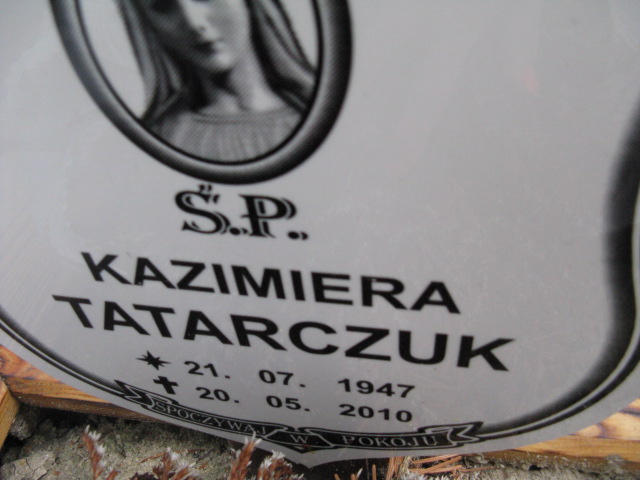 Ś.P.
KAZIMIERA
TATARCZUK
21. 07. 1947
20. 05. 2010
SPOCZYWAJ W POKOJU